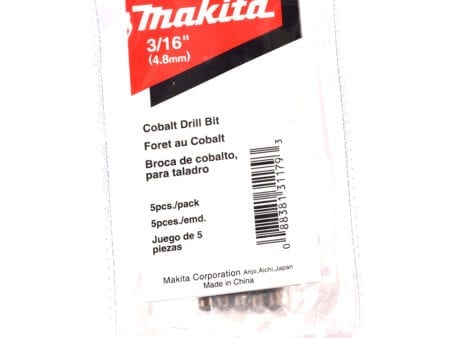 makita
3/16"
(4.8mm)
Cobalt Drill Bit
Foret au Cobalt
Broca de cobalto,
para taladro
5pcs./pack
5pces./emd.
Juego de 5
piezas
0 88381 31179 3
Makita Corporation Anjo,Aichi,Japan
Made in China